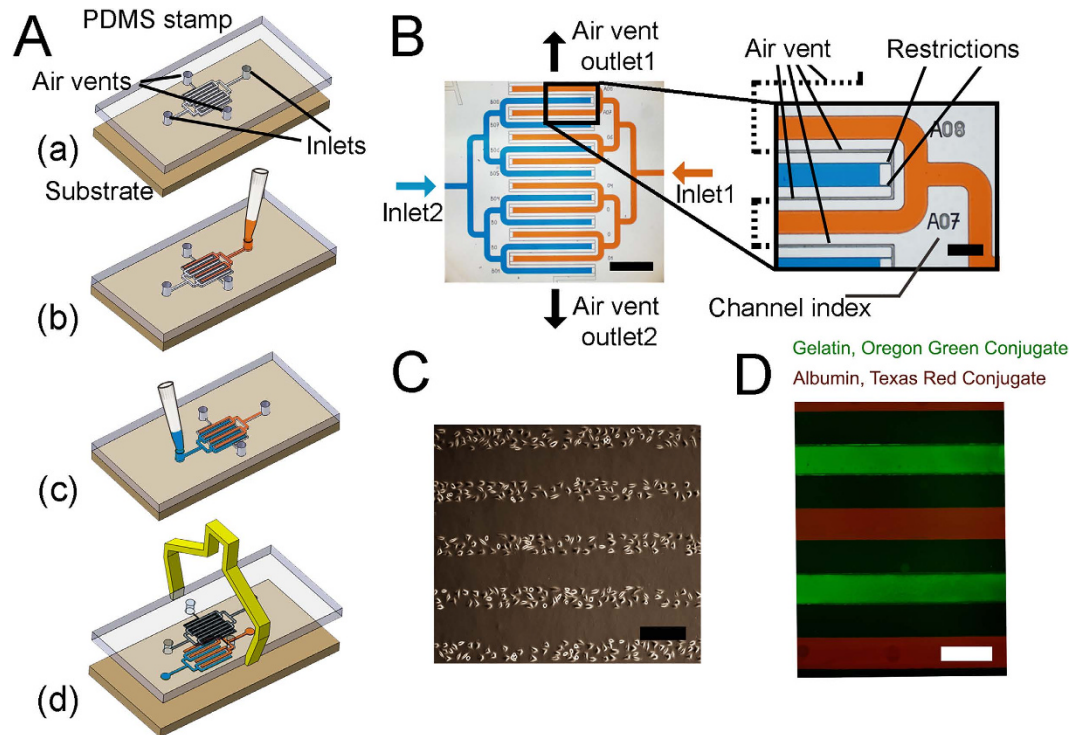 A
PDMS stamp
Air vents
Inlets
(a)
Substrate
(b)
(c)
(d)
B
Air vent
outlet1
Inlet2
Inlet1
Air vent
outlet2
Air vent
Restrictions
A08
A07
Channel index
C
Gelatin, Oregon Green Conjugate
Albumin, Texas Red Conjugate
D